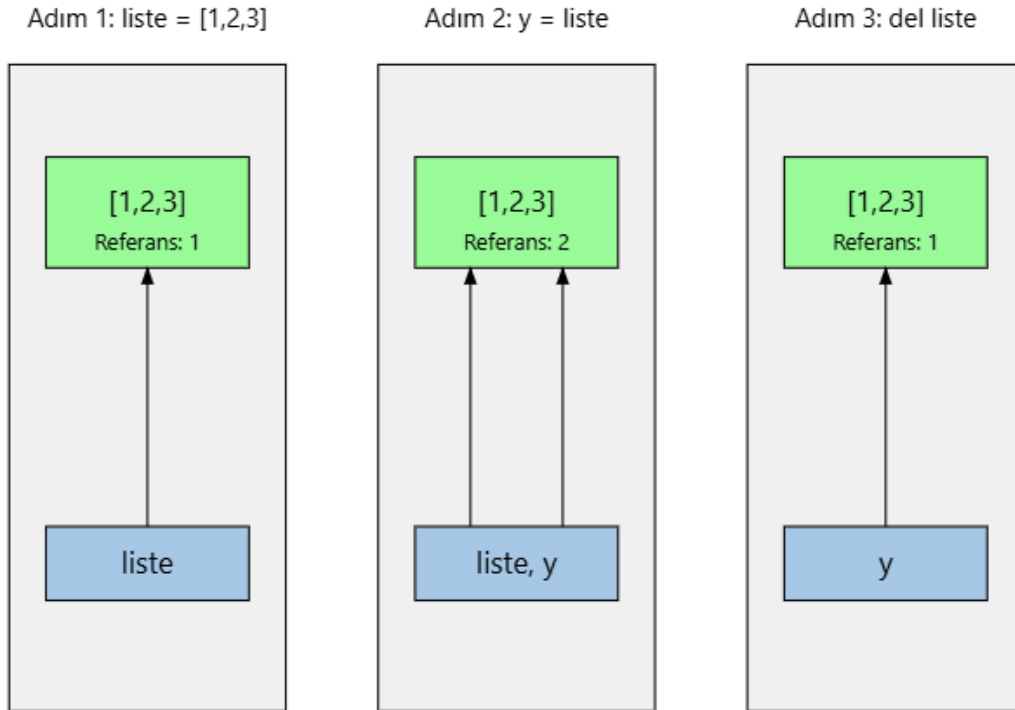 Adım 1: liste = [1,2,3]
[1,2,3]
Referans: 1
liste
Adım 2: y = liste
[1,2,3]
Referans: 2
liste, y
Adım 3: del liste
[1,2,3]
Referans: 1
y